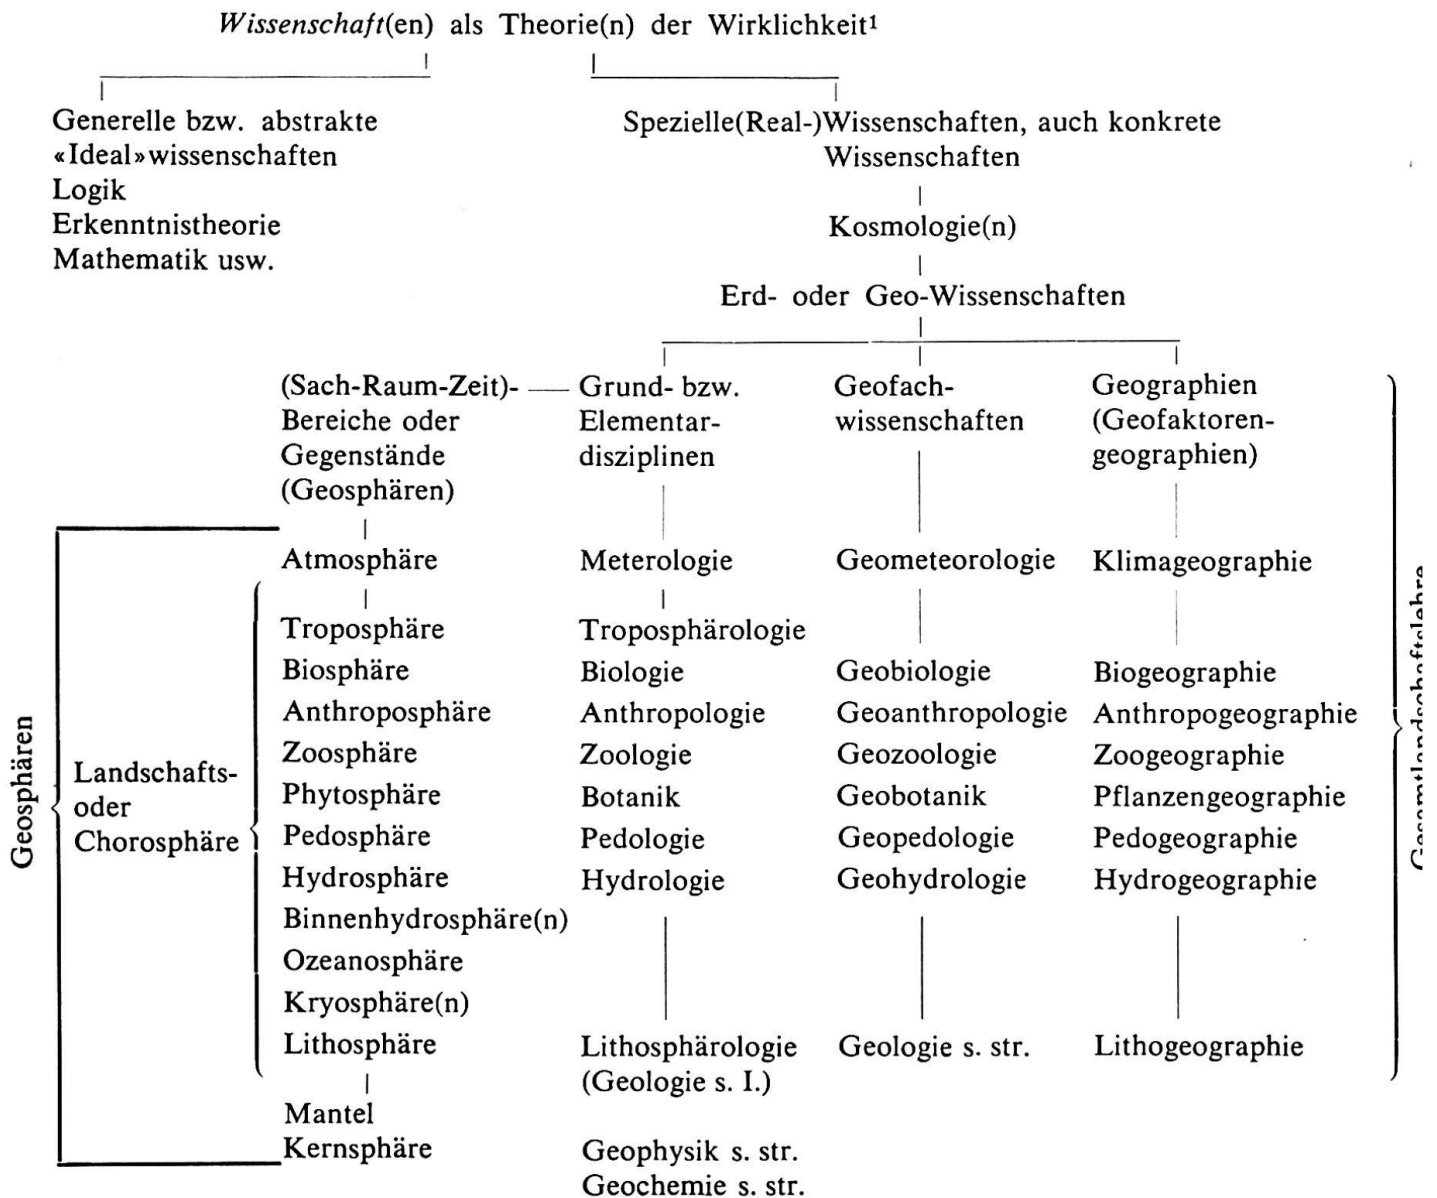 Wissenschaft(en) als Theorie(n) der Wirklichkeit¹
Generelle bzw. abstrakte
«Ideal»wissenschaften
Logik
Erkenntnistheorie
Mathematik usw.
Spezielle(Real-)Wissenschaften, auch konkrete
Wissenschaften
Kosmologie(n)
Erd- oder Geo-Wissenschaften
(Sach-Raum-Zeit)-
Bereiche oder
Gegenstände
(Geosphären)
Grund- bzw.
Elementar-
disziplinen
Geofach-
wissenschaften
Geographien
(Geofaktoren-
geographien)
Atmosphäre Meterologie Geometeorologie Klimageographie
Troposphäre Troposphärologie
Biosphäre Biologie Geobiologie Biogeographie
Anthroposphäre Anthropologie Geoanthropologie Anthropogeographie
Zoosphäre Zoologie Geozoologie Zoogeographie
Phytosphäre Botanik Geobotanik Pflanzengeographie
Pedosphäre Pedologie Geopedologie Pedogeographie
Hydrosphäre Hydrologie Geohydrologie Hydrogeographie
Binnenhydrosphäre(n)
Ozeanosphäre
Kryosphäre(n)
Lithosphäre Lithosphärologie Geologie s. str. Lithogeographie
(Geologie s. I.)
Mantel
Kernsphäre Geophysik s. str.
Geochemie s. str.
Geosphären
Landschafts-
oder
Chorosphäre
Gesamtlandschaftslehre